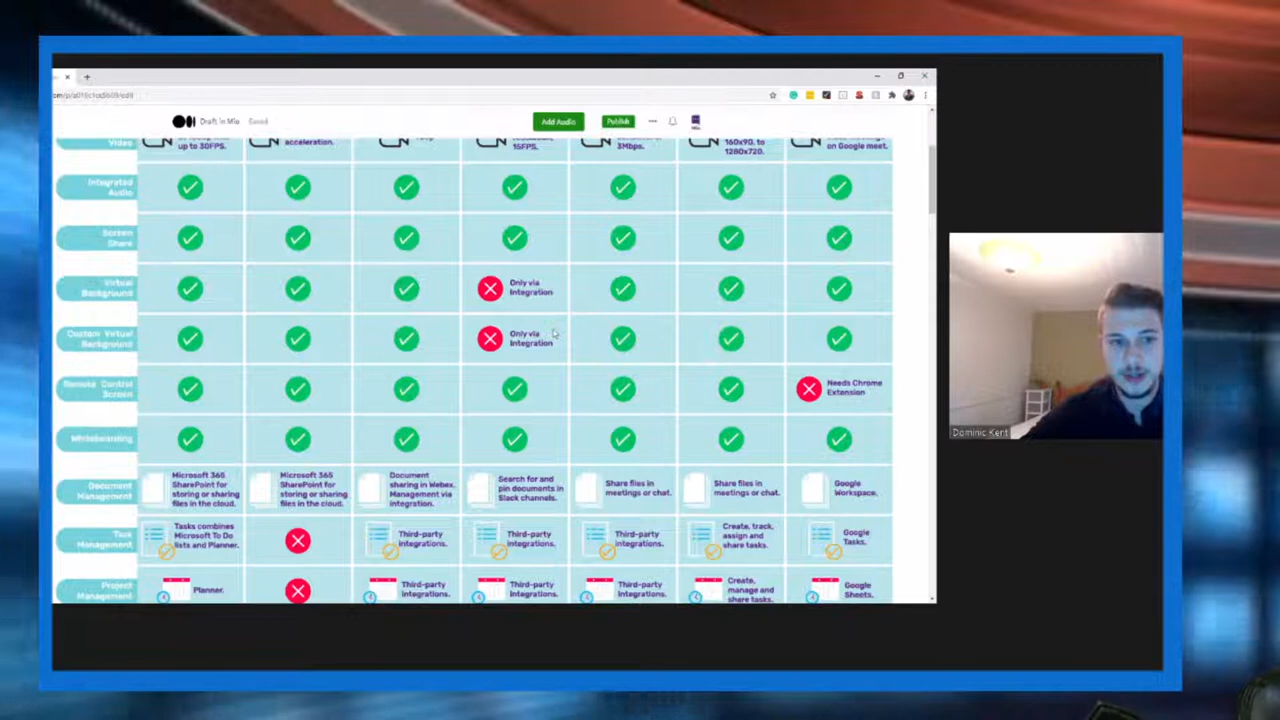 Draft in Mio Saved
Add Audio
Publish
Video
up to 30FPS.
acceleration.
15FPS.
3Mbps.
160x90, to
1280x720.
on Google meet.
Integrated
Audio
Screen
Share
Virtual
Background
Only via
Integration
Custom Virtual
Background
Only via
Integration
Remote Control
Screen
Needs Chrome
Extension
Whiteboarding
Document
Management
Microsoft 365
SharePoint for
storing or sharing
files in the cloud.
Microsoft 365
SharePoint for
storing or sharing
files in the cloud.
Document
sharing in Webex.
Management via
integration.
Search for and
pin documents in
Slack channels.
Share files in
meetings or chat.
Share files in
meetings or chat.
Google
Workspace.
Task
Management
Tasks combines
Microsoft To Do
lists and Planner.
Third-party
integrations.
Third-party
integrations.
Third-party
integrations.
Create, track,
assign and
share tasks.
Google
Tasks.
Project
Management
Planner.
Third-party
integrations.
Third-party
integrations.
Third-party
integrations.
Create,
manage and
share tasks.
Google
Sheets.
Dominic Kent